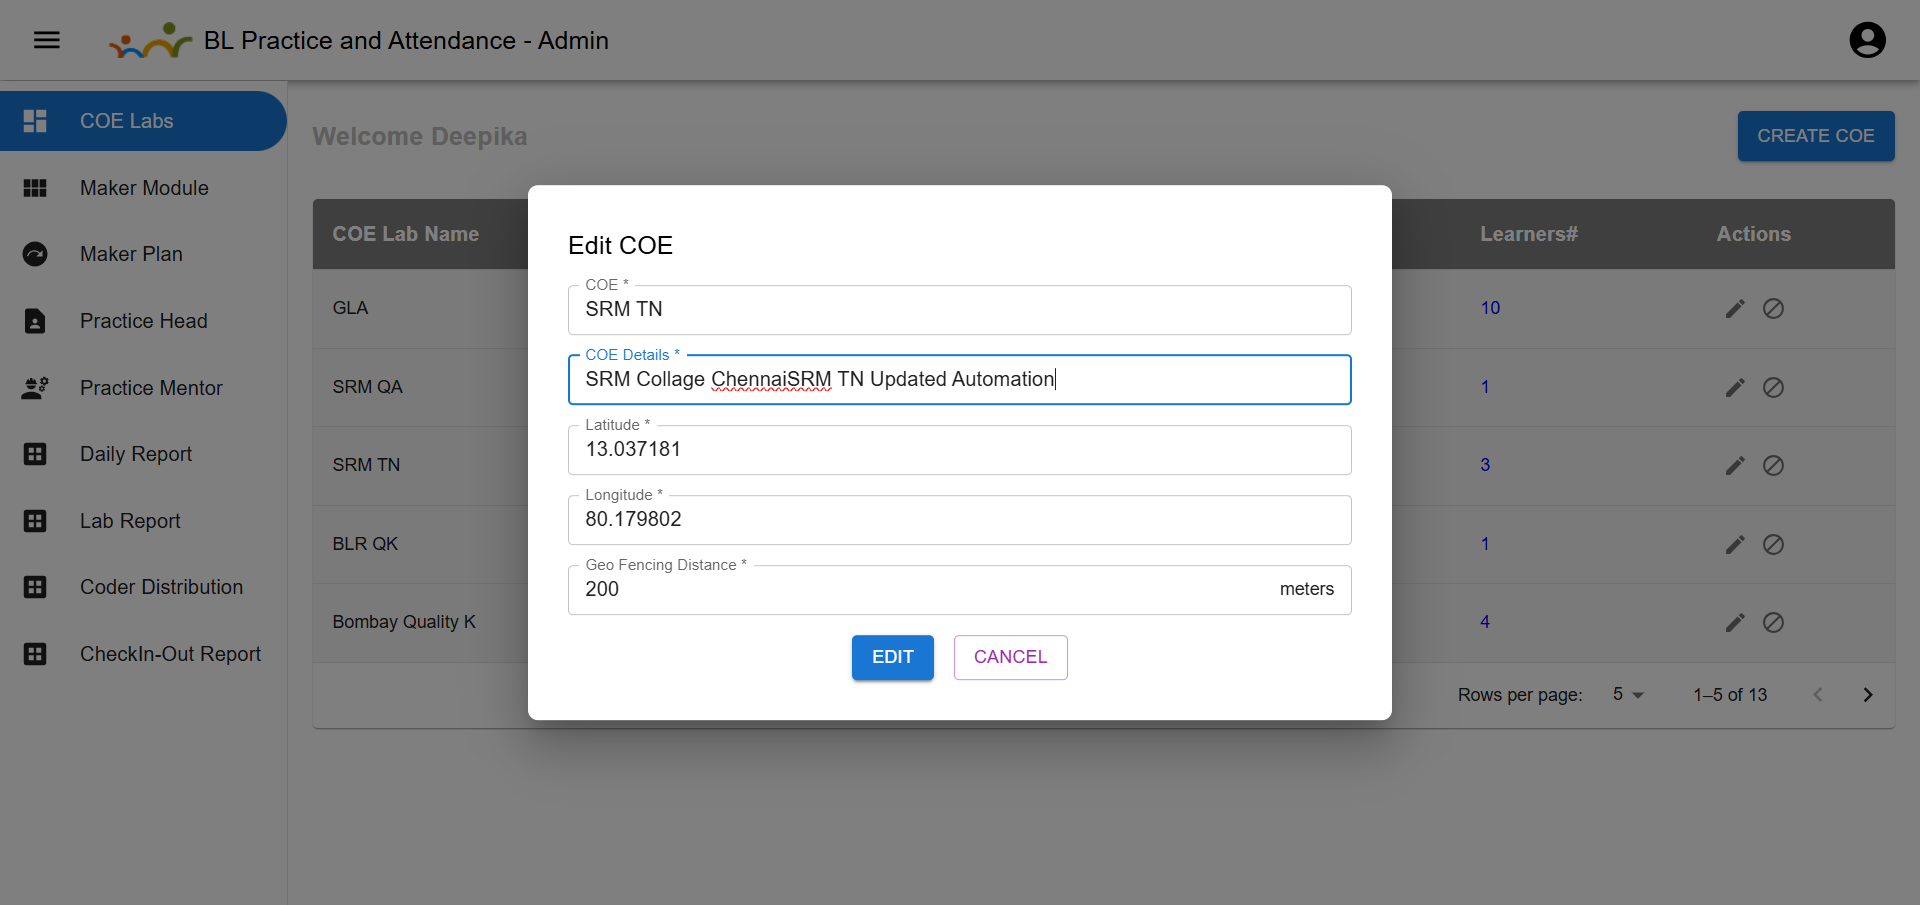 BL Practice and Attendance - Admin
COE Labs
Maker Module
Maker Plan
Practice Head
Practice Mentor
Daily Report
Lab Report
Coder Distribution
CheckIn-Out Report
Welcome Deepika
CREATE COE
COE Lab Name
Learners#
Actions
GLA
10
SRM QA
1
SRM TN
3
BLR QK
1
Bombay Quality K
4
Rows per page:
5
1–5 of 13
Edit COE
COE *
SRM TN
COE Details *
SRM Collage ChennaiSRM TN Updated Automation
Latitude *
13.037181
Longitude *
80.179802
Geo Fencing Distance *
200
meters
EDIT
CANCEL